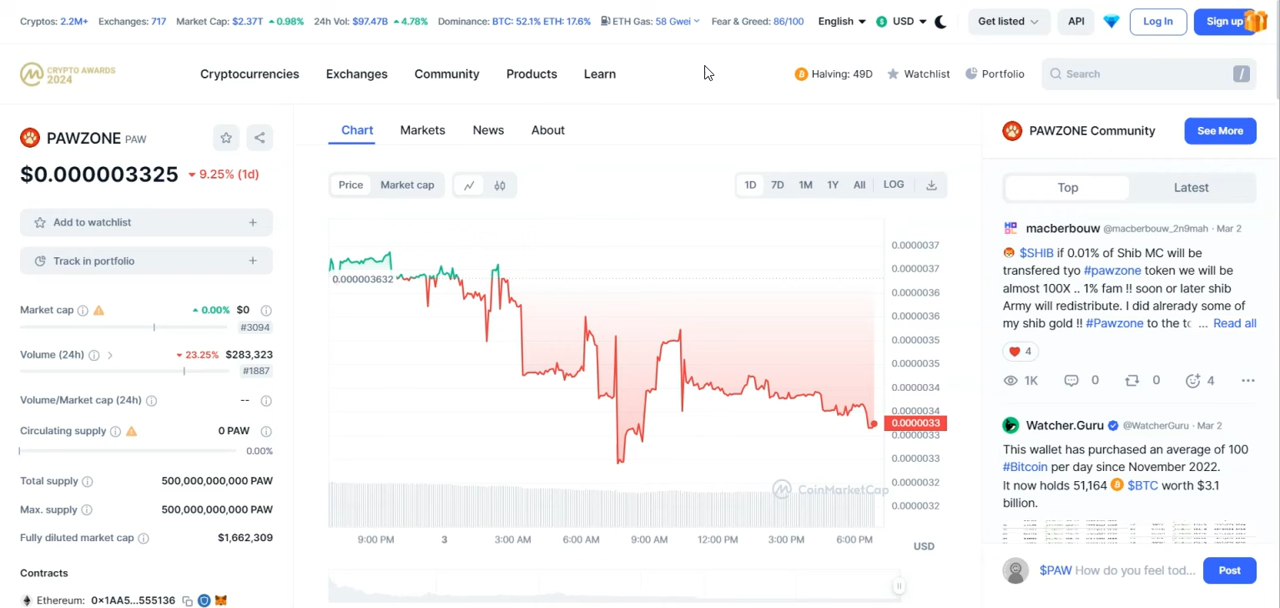 Cryptos: 2.2M+ Exchanges: 717 Market Cap: $2.37T 0.98% 24h Vol: $97.47B 4.78% Dominance: BTC: 52.1% ETH: 17.6% ETH Gas: 58 Gwei Fear & Greed: 86/100 English USD Get listed API Log In Sign up
CRYPTO AWARDS
2024
Cryptocurrencies Exchanges Community Products Learn Halving: 49D Watchlist Portfolio Search /
PAWZONE PAW
$0.000003325 9.25% (1d)
Add to watchlist +
Track in portfolio +
Market cap 0.00% $0
#3094
Volume (24h) 23.25% $283,323
#1887
Volume/Market cap (24h) --
Circulating supply 0 PAW
0.00%
Total supply 500,000,000,000 PAW
Max. supply 500,000,000,000 PAW
Fully diluted market cap $1,662,309
Contracts
Ethereum: 0x1AA5...555136
Chart Markets News About
Price Market cap 1D 7D 1M 1Y All LOG
0.000003632
0.0000037
0.0000037
0.0000036
0.0000036
0.0000035
0.0000035
0.0000034
0.0000034
0.0000033
0.0000033
0.0000033
0.0000032
0.0000032
CoinMarketCap
3 3:00 AM 6:00 AM 9:00 AM 12:00 PM 3:00 PM 6:00 PM
USD
PAWZONE Community See More
Top Latest
macberbouw @macberbouw_2n9mah · Mar 2
$SHIB if 0.01% of Shib MC will be
transfered tyo #pawzone token we will be
almost 100X .. 1% fam !! soon or later shib
Army will redistribute. I did alrerady some of
my shib gold !! #Pawzone to the tc ... Read all
4
1K 0 0 4
Watcher.Guru @WatcherGuru · Mar 2
This wallet has purchased an average of 100
#Bitcoin per day since November 2022.
It now holds 51,164 $BTC worth $3.1
billion.
$PAW How do you feel tod... Post